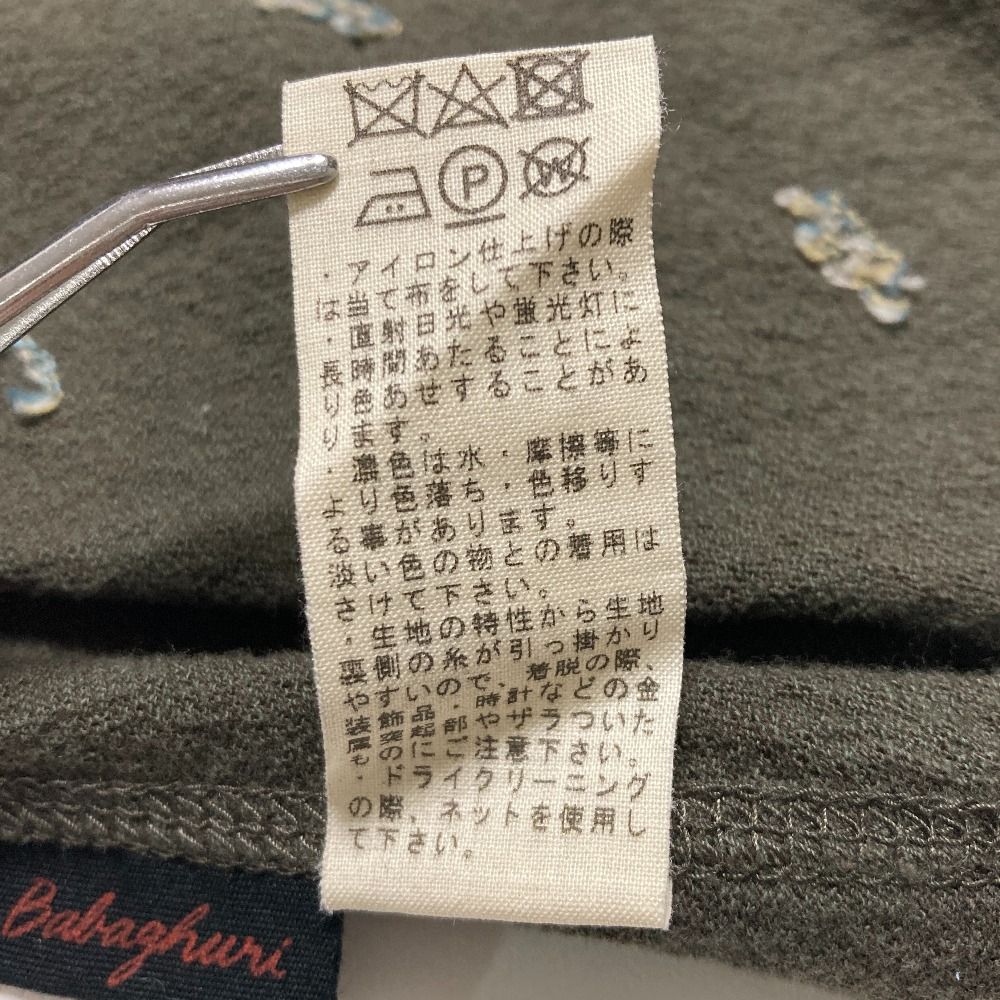 P
W
・アイロン仕上げの際
は当て布をして下さい。
・直射日光や蛍光灯に
長時間あたることによ
り色あせすることがあ
ります。
・濃色は水・摩擦等に
より色落ち・色移りす
る事があります。
淡い色の物との着用は
さけて下さい。
・生地の特性から生地
裏側の糸が引っ掛かり
やすいので、着脱の際、
装飾品・時計などの金
属突起部やザラついた
ものにご注意下さい。
・ドライクリーニング
の際、ネットを使用し
て下さい。
Babaghuri